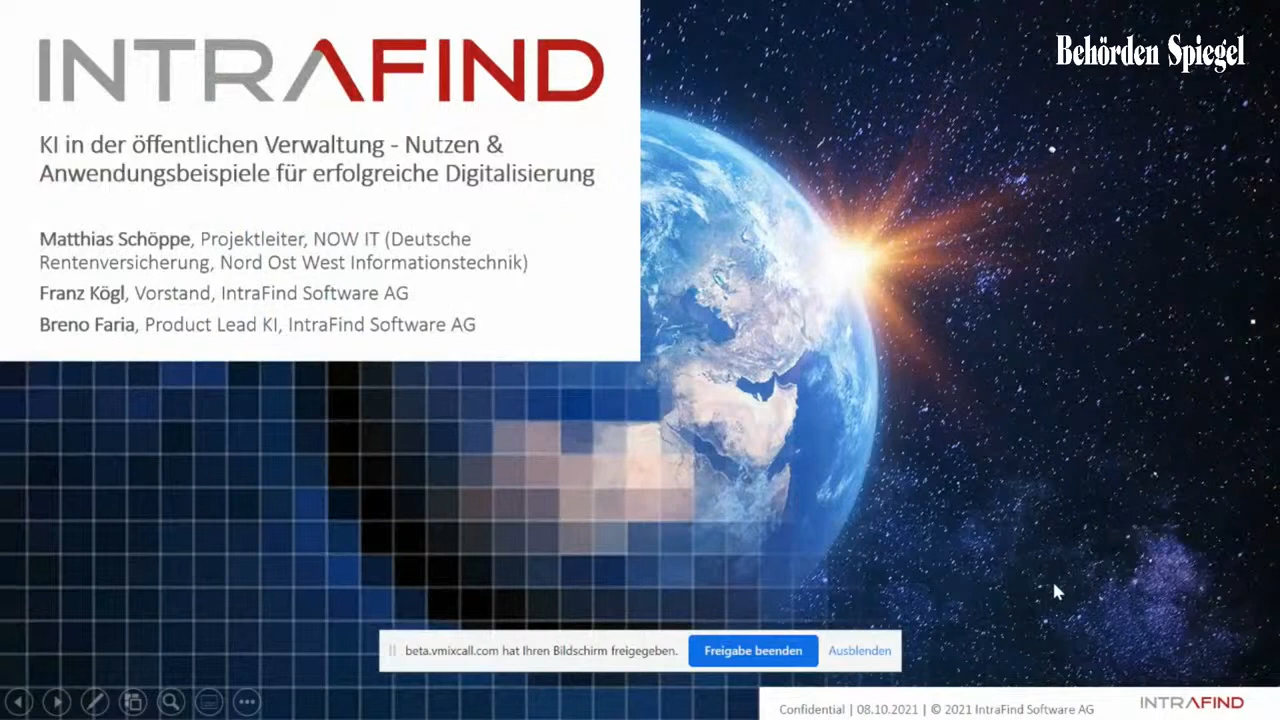 INTRAFIND
Behörden Spiegel
KI in der öffentlichen Verwaltung - Nutzen &
Anwendungsbeispiele für erfolgreiche Digitalisierung
Matthias Schöppe, Projektleiter, NOW IT (Deutsche
Rentenversicherung, Nord Ost West Informationstechnik)
Franz Kögl, Vorstand, IntraFind Software AG
Breno Faria, Product Lead KI, IntraFind Software AG
beta.vmixcall.com hat Ihren Bildschirm freigegeben. Freigabe beenden Ausblenden
Confidential | 08.10.2021 | © 2021 IntraFind Software AG INTRAFIND